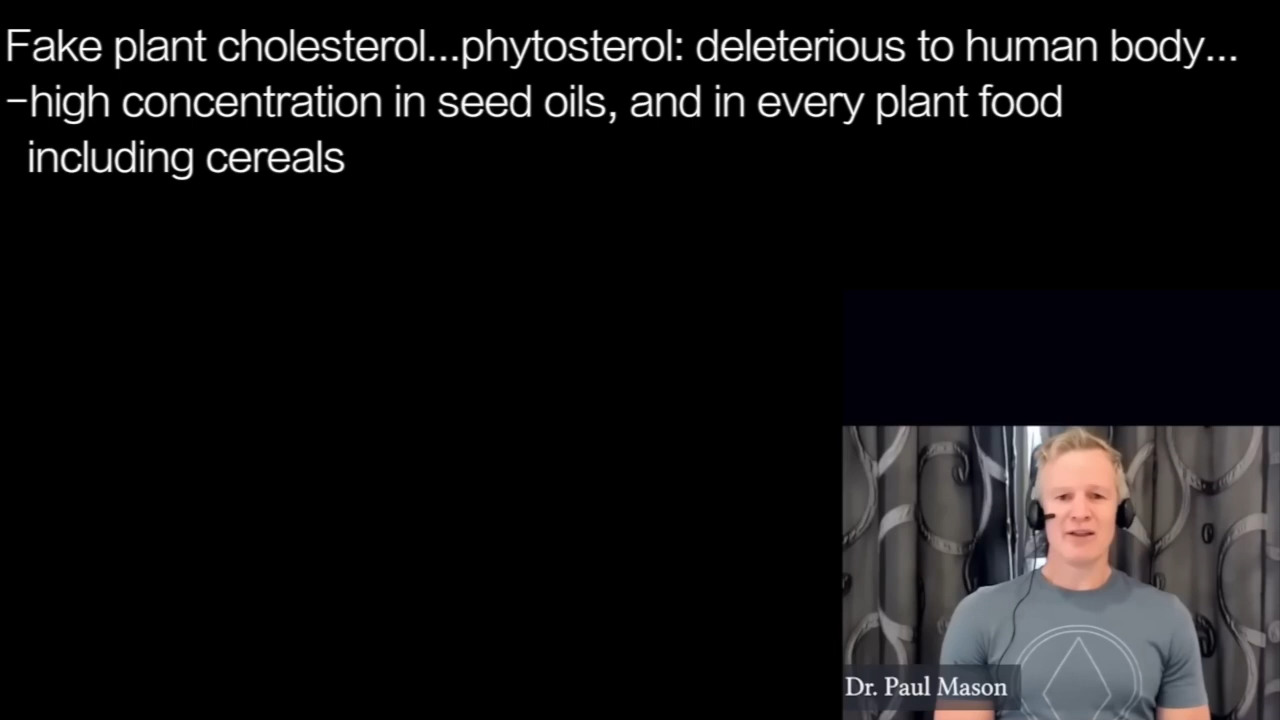 Fake plant cholesterol...phytosterol: deleterious to human body...
-high concentration in seed oils, and in every plant food
including cereals
Dr. Paul Mason